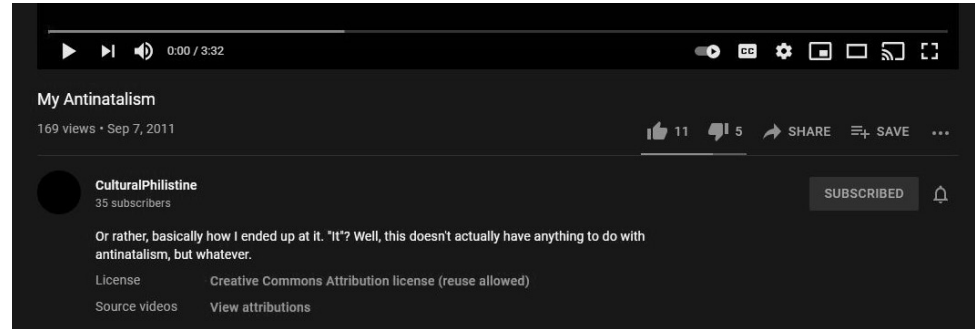 0:00 / 3:32
CC
My Antinatalism
169 views • Sep 7, 2011
11 5 SHARE SAVE
CulturalPhilistine
35 subscribers
SUBSCRIBED
Or rather, basically how I ended up at it. "It"? Well, this doesn't actually have anything to do with
antinatalism, but whatever.
License Creative Commons Attribution license (reuse allowed)
Source videos View attributions